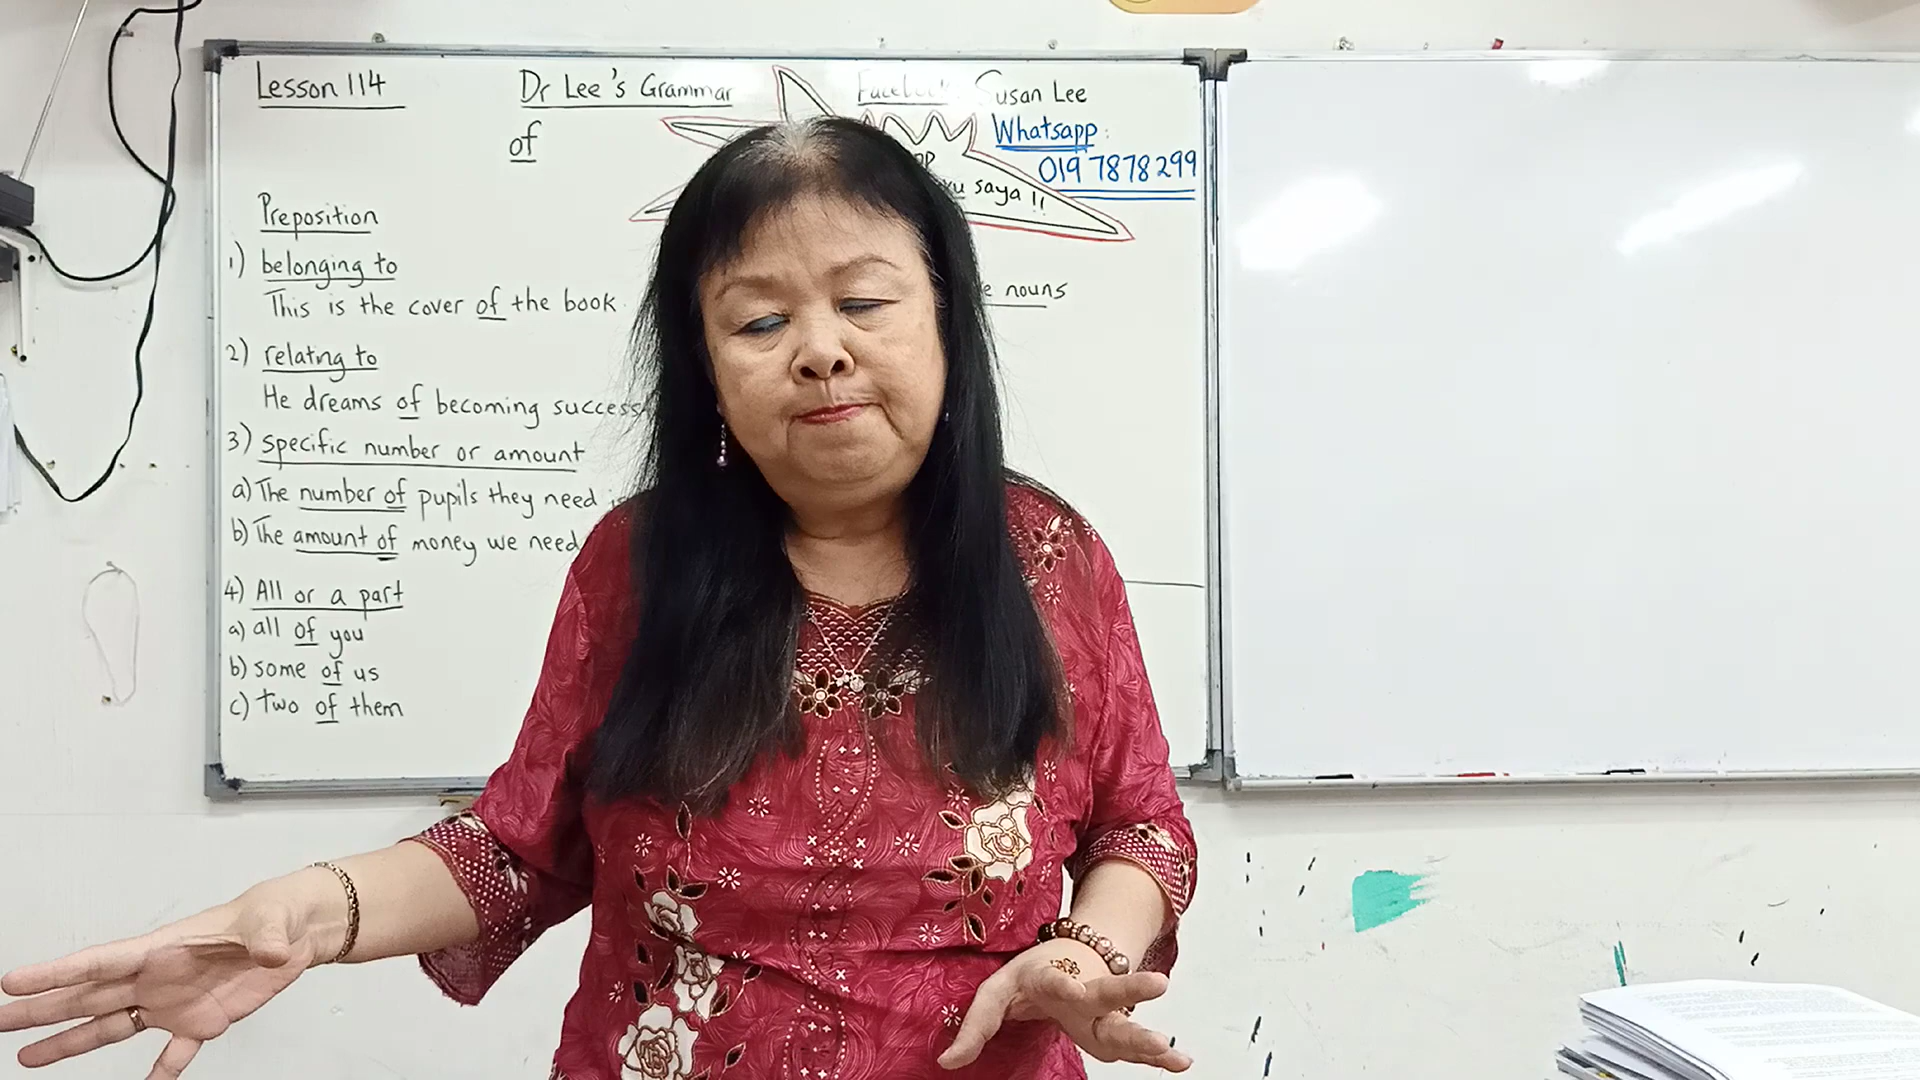 Lesson 114
Dr Lee's Grammar
of
Susan Lee
Whatsapp:
019 7878299
saya !!
Preposition
1) belonging to
This is the cover of the book.
nouns
2) relating to
He dreams of becoming
3) specific number or amount
a) The number of pupils they need
b) The amount of money we need
4) All or a part
a) all of you
b) some of us
c) two of them